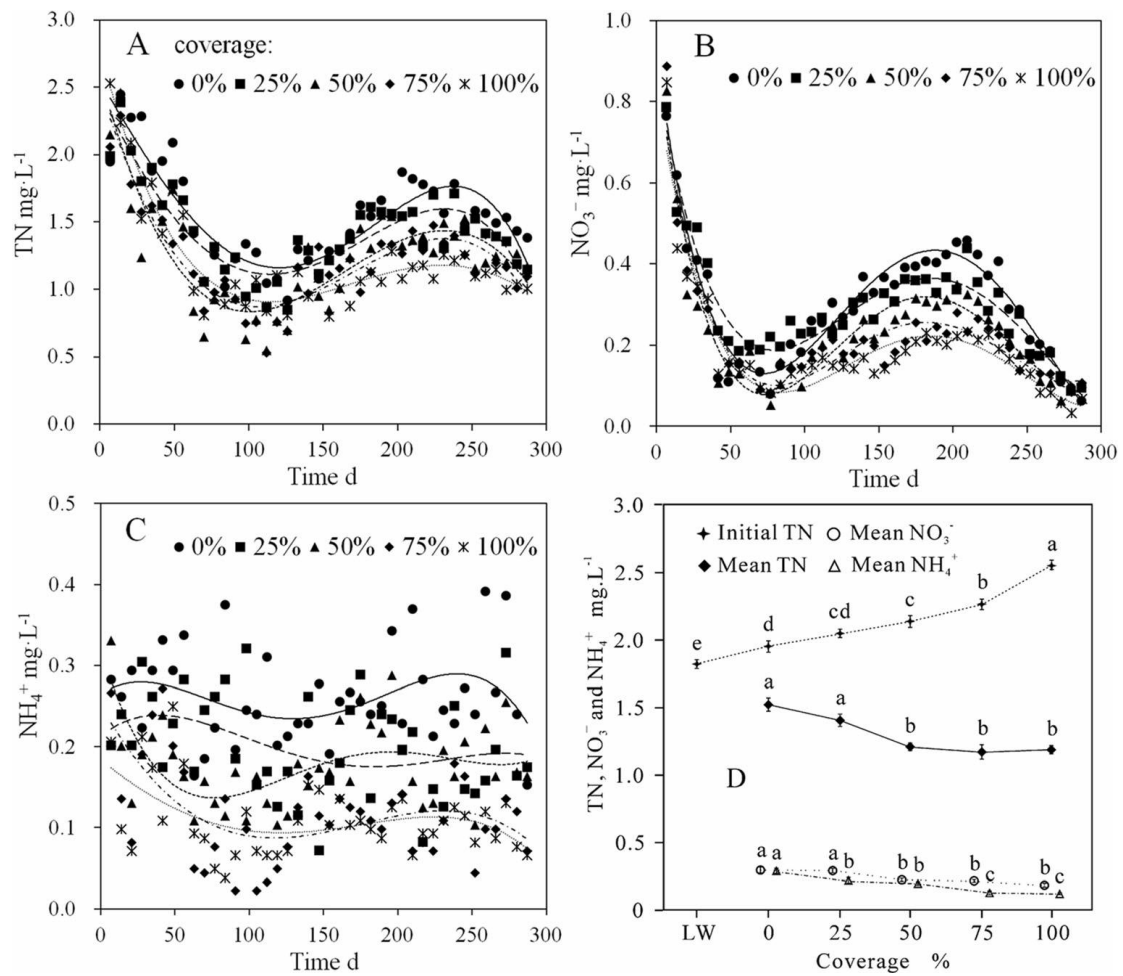 A coverage:
0% 25% 50% 75% 100%
TN mg·L-1
3.0
2.5
2.0
1.5
1.0
0.5
0.0
0 50 100 150 200 250 300
Time d
B
0% 25% 50% 75% 100%
NO3− mg·L-1
1.0
0.8
0.6
0.4
0.2
0.0
0 50 100 150 200 250 300
Time d
C
0% 25% 50% 75% 100%
NH4+ mg·L-1
0.5
0.4
0.3
0.2
0.1
0.0
0 50 100 150 200 250 300
Time d
Initial TN Mean NO3-
Mean TN Mean NH4+
TN, NO3− and NH4+ mg.L-1
3.0
2.5
2.0
1.5
1.0
0.5
0
e d cd c b a
a a b b b
D
a a a b b b b c b c
LW 0 25 50 75 100
Coverage %